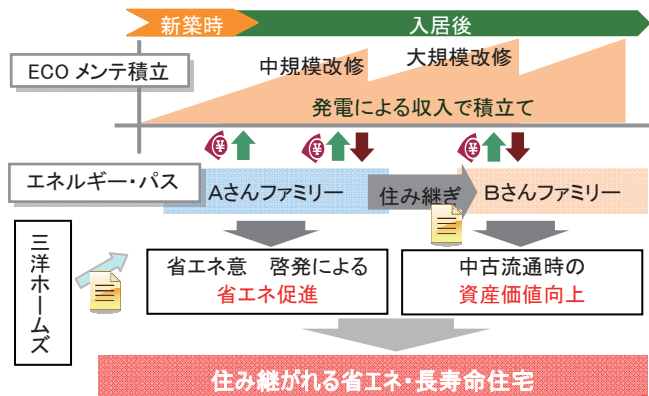 新築時
入居後
ECO メンテ積立
中規模改修
大規模改修
発電による収入で積立て
¥
¥
¥
エネルギー・パス
Aさんファミリー
住み継ぎ
Bさんファミリー
三洋ホームズ
省エネ意　啓発による
省エネ促進
中古流通時の
資産価値向上
住み継がれる省エネ・長寿命住宅